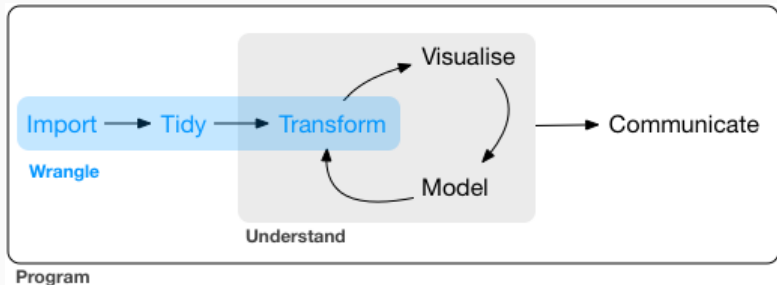 Visualise
Import
Tidy
Transform
Communicate
Wrangle
Model
Understand
Program